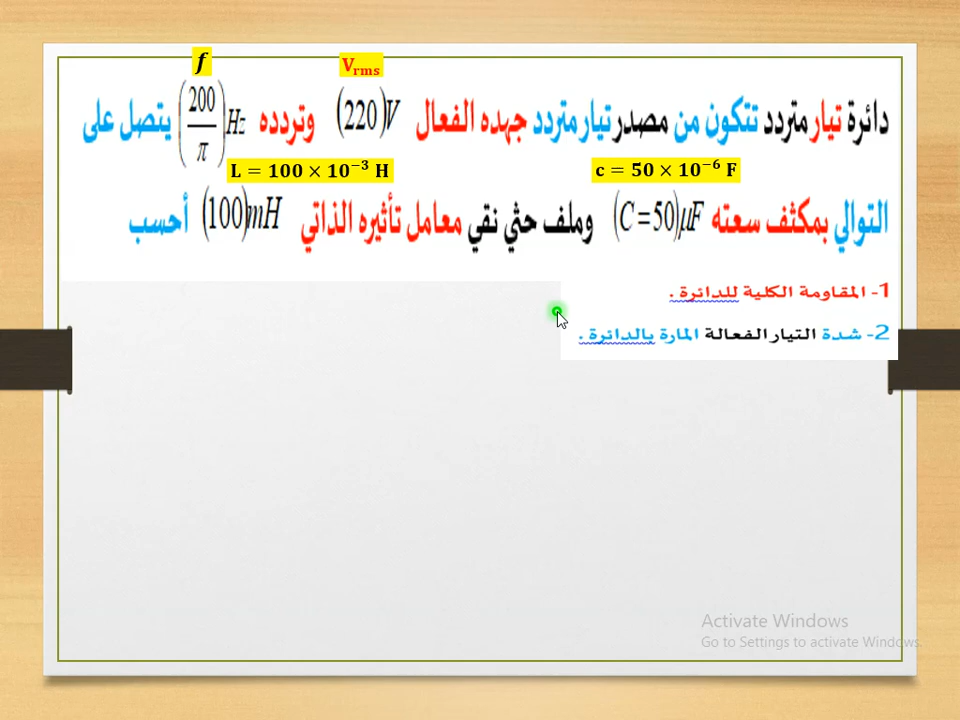 f V_rms
دائرة تيار متردد تتكون من مصدر تيار متردد جهده الفعال (220)V وتردده (200/π)Hz يتصل على
c = 50 × 10⁻⁶ F L = 100 × 10⁻³ H
التوالي بمكثف سعته (C=50)μF وملف حثي نقي معامل تأثيره الذاتي (100)mH أحسب
1- المقاومة الكلية للدائرة .
2- شدة التيار الفعالة المارة بالدائرة .
Activate Windows
Go to Settings to activate Windows.